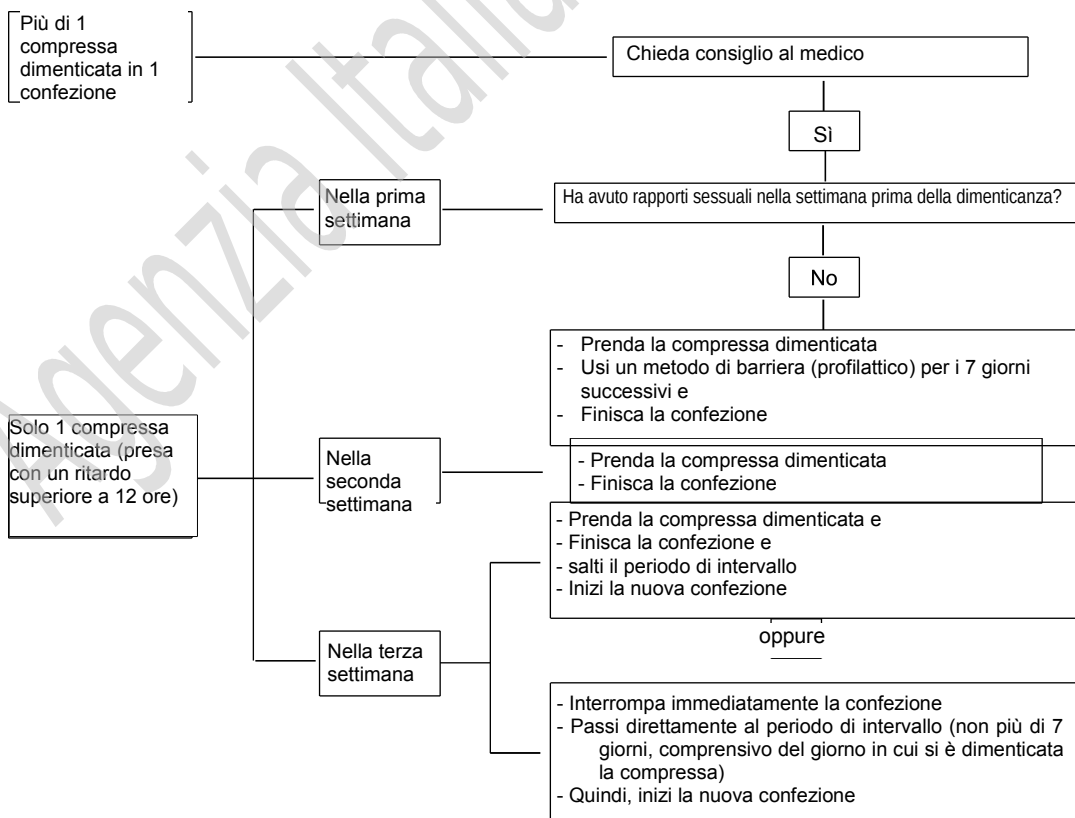 Più di 1
compressa
dimenticata in 1
confezione
Chieda consiglio al medico
Sì
Nella prima
settimana
Ha avuto rapporti sessuali nella settimana prima della dimenticanza?
No
- Prenda la compressa dimenticata
- Usi un metodo di barriera (profilattico) per i 7 giorni
successivi e
- Finisca la confezione
Solo 1 compressa
dimenticata (presa
con un ritardo
superiore a 12 ore)
Nella
seconda
settimana
- Prenda la compressa dimenticata
- Finisca la confezione
- Prenda la compressa dimenticata e
- Finisca la confezione e
- salti il periodo di intervallo
- Inizi la nuova confezione
oppure
Nella terza
settimana
- Interrompa immediatamente la confezione
- Passi direttamente al periodo di intervallo (non più di 7
giorni, comprensivo del giorno in cui si è dimenticata
la compressa)
- Quindi, inizi la nuova confezione
Agenzia